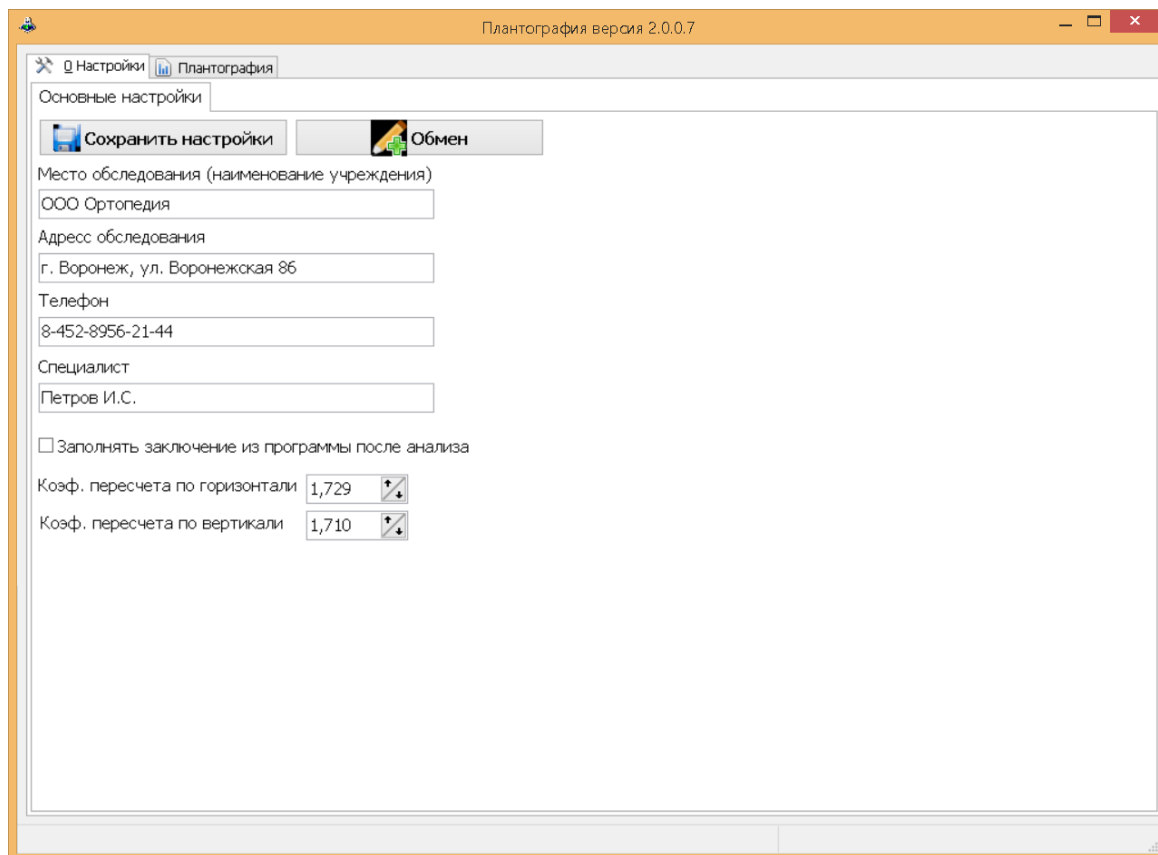 Плантография версия 2.0.0.7
0 Настройки Плантография
Основные настройки
Сохранить настройки Обмен
Место обследования (наименование учреждения)
ООО Ортопедия
Адресс обследования
г. Воронеж, ул. Воронежская 86
Телефон
8-452-8956-21-44
Специалист
Петров И.С.
Заполнять заключение из программы после анализа
Коэф. пересчета по горизонтали 1,729
Коэф. пересчета по вертикали 1,710